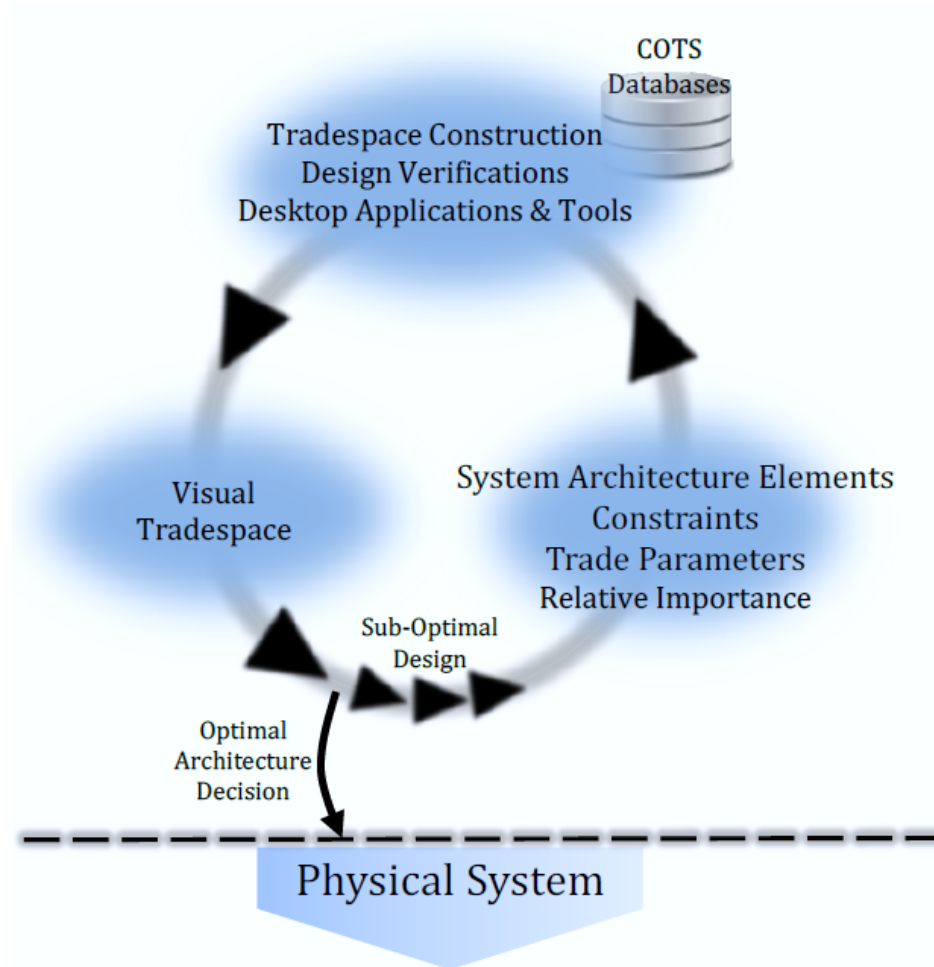 COTS
Databases
Tradespace Construction
Design Verifications
Desktop Applications & Tools
Visual
Tradespace
System Architecture Elements
Constraints
Trade Parameters
Relative Importance
Sub-Optimal
Design
Optimal
Architecture
Decision
Physical System